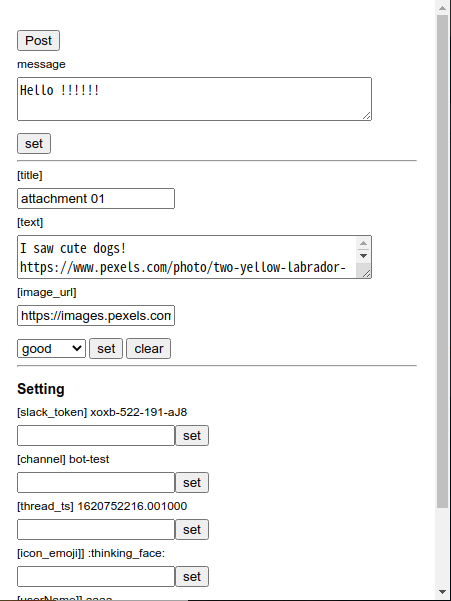 Post
message
Hello !!!!!!
set
[title]
attachment 01
[text]
I saw cute dogs!
https://www.pexels.com/photo/two-yellow-labrador-
[image_url]
https://images.pexels.com
good set clear
Setting
[slack_token] xoxb-522-191-aJ8
set
[channel] bot-test
set
[thread_ts] 1620752216.001000
set
[icon_emoji]] :thinking_face:
set
[userName]] aaaa